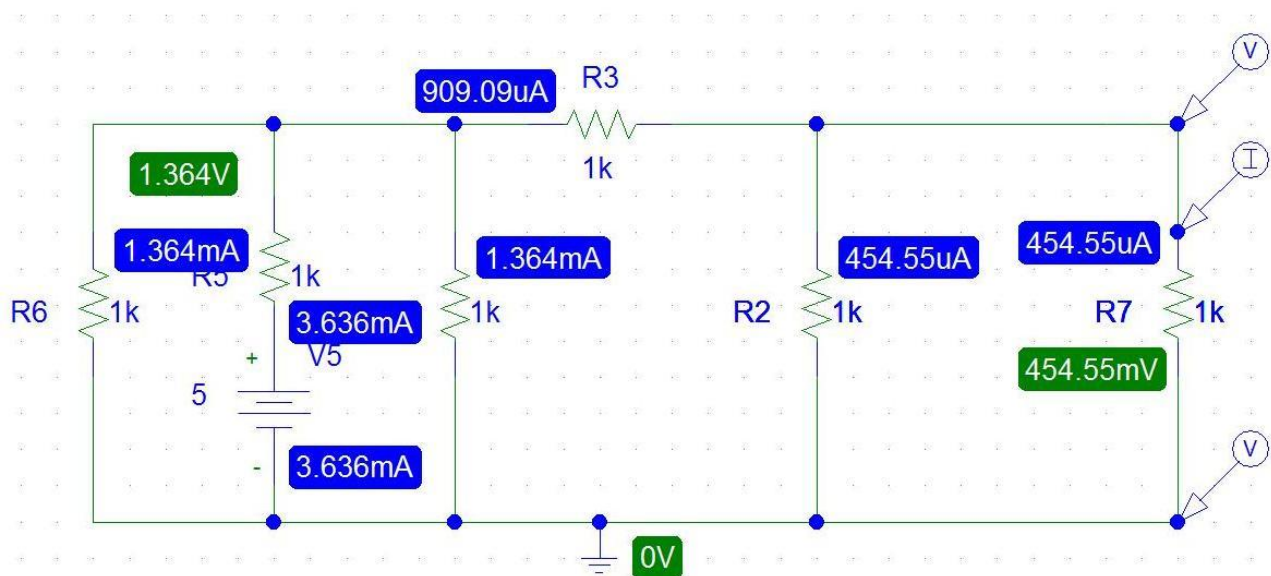 V
R3
909.09uA
I
1k
1.364V
1.364mA
1.364mA
454.55uA
454.55uA
R5
1k
R6
1k
1k
R2
1k
R7
1k
3.636mA
+
V5
454.55mV
5
V
-
3.636mA
0V